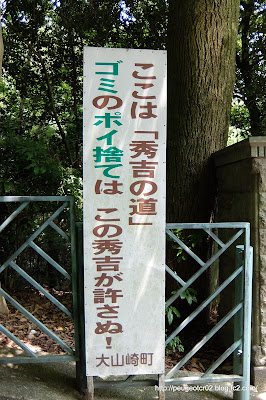 ここは「秀吉の道」
ゴミのポイ捨ては
この秀吉が許さぬ!
大山崎町
http://peugeotcr02.blog.fc2.com/